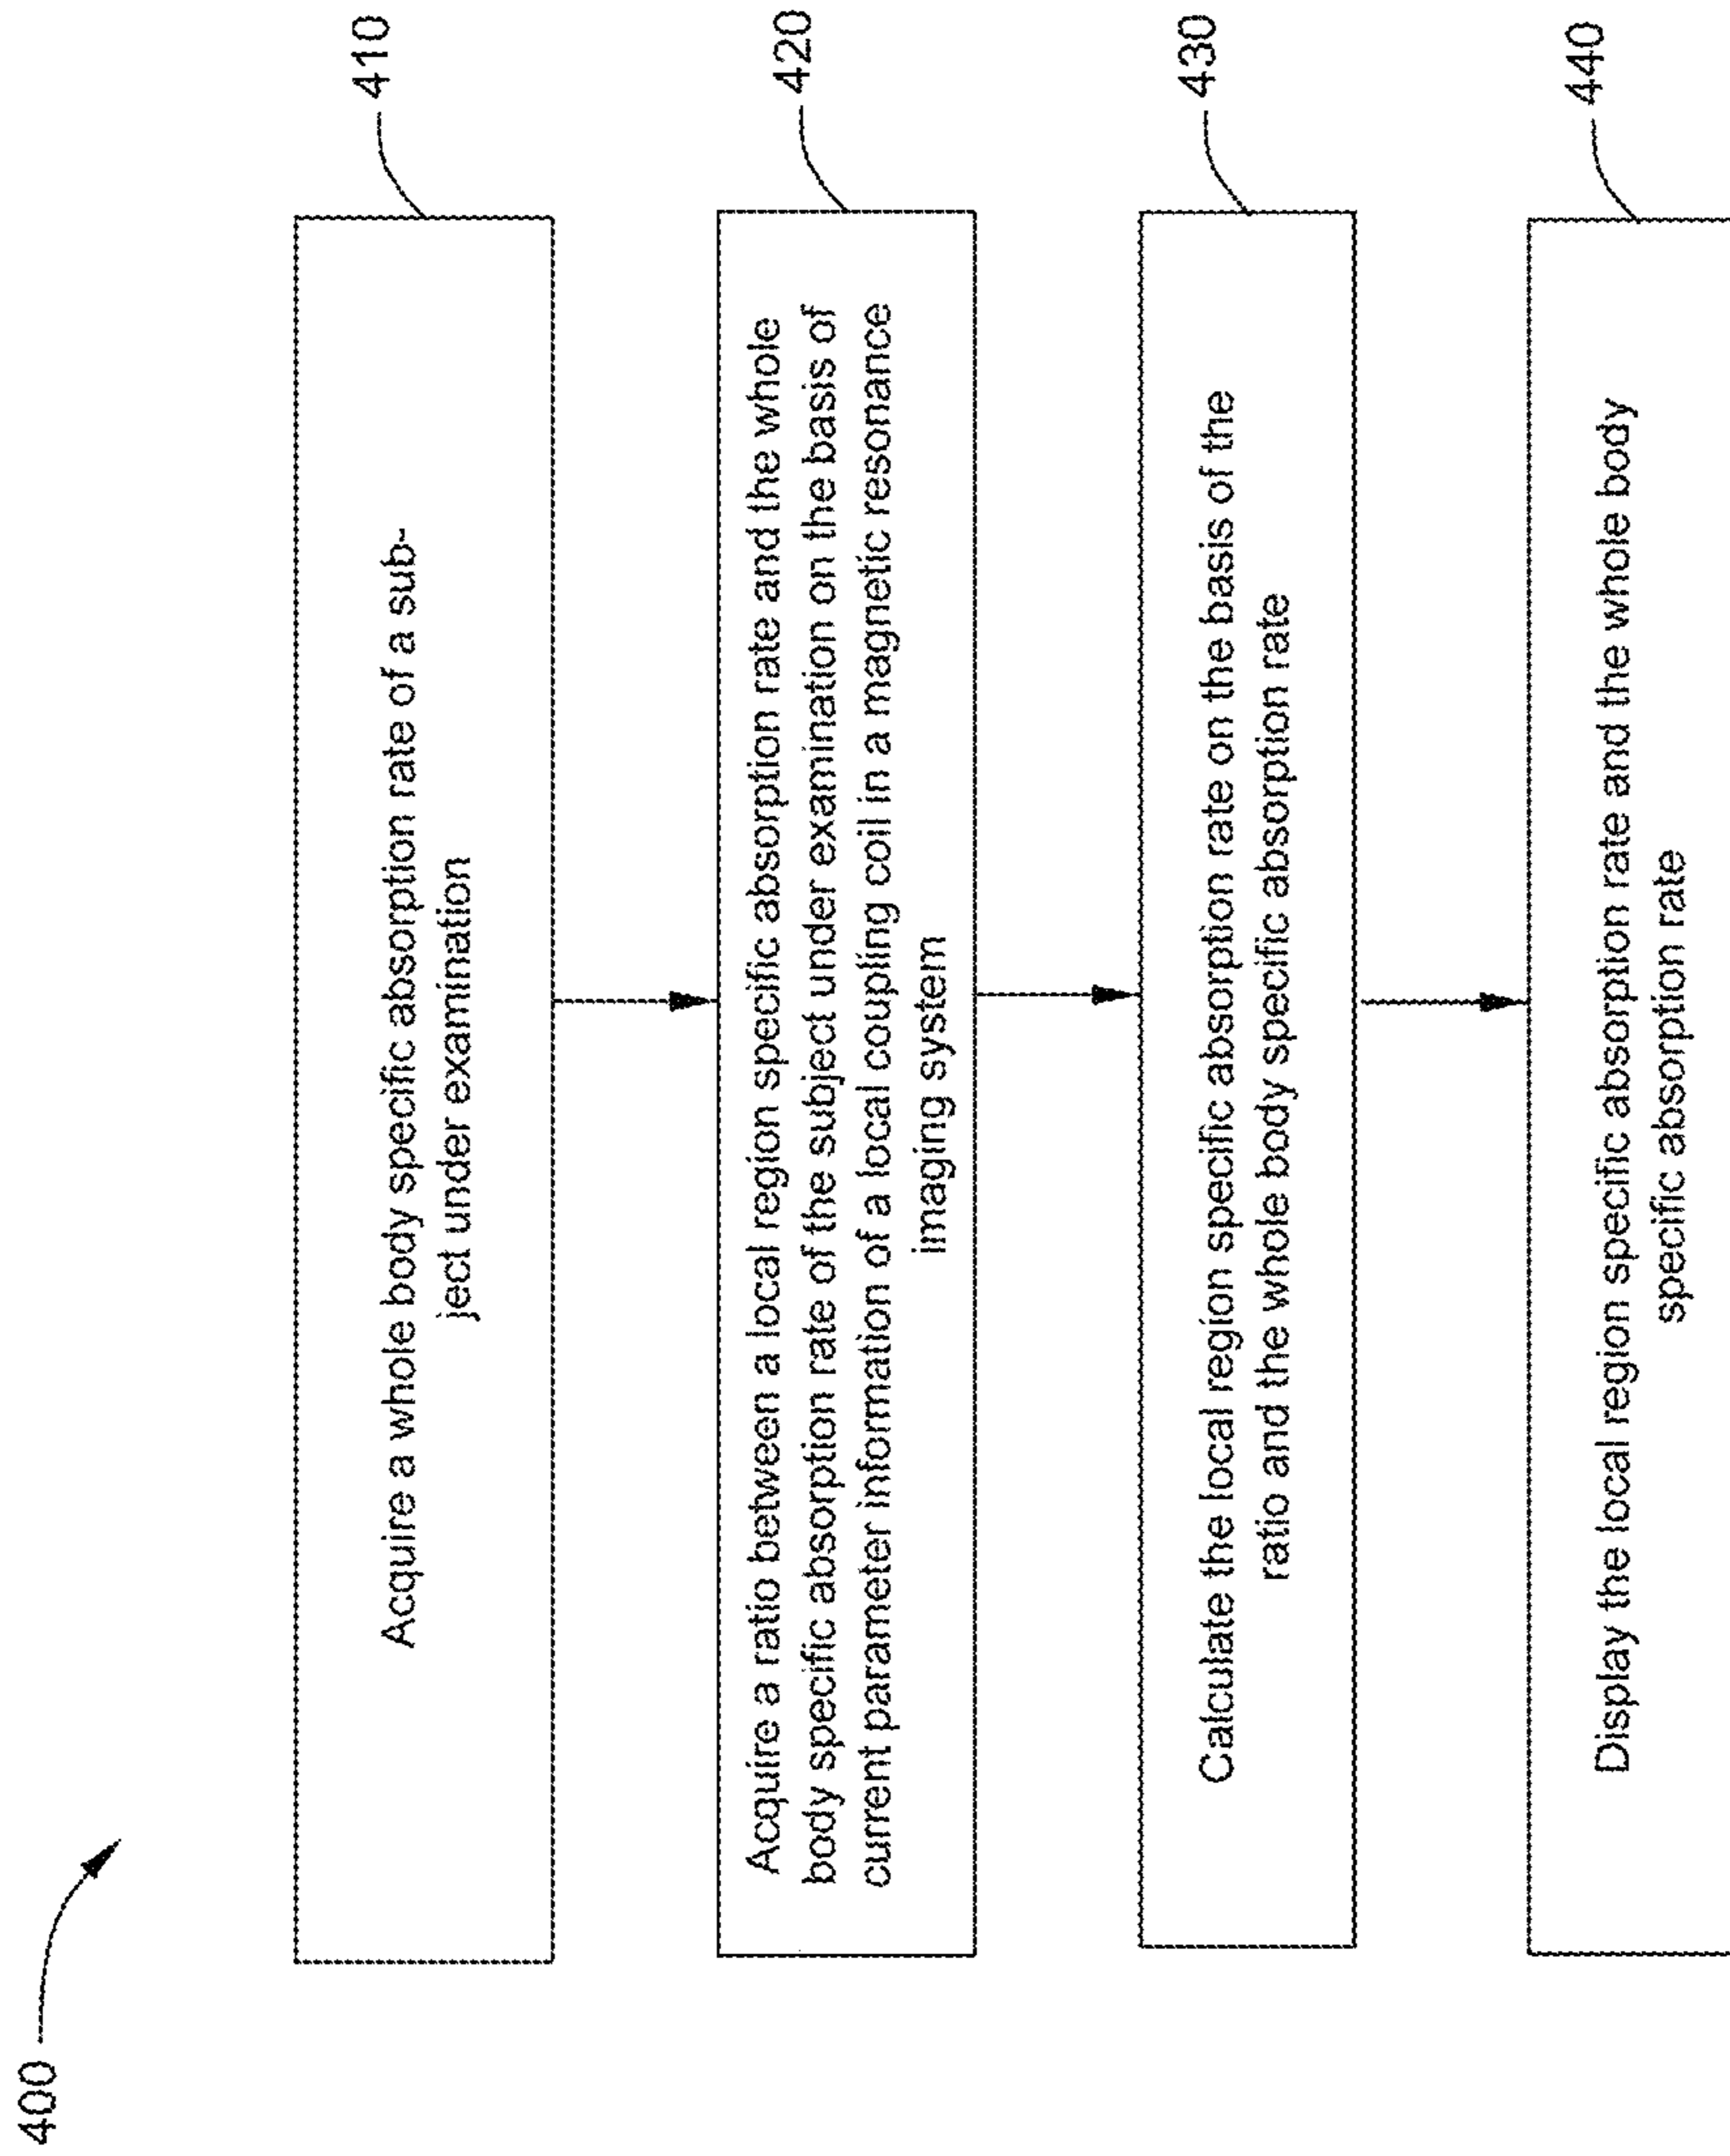 400
410
Acquire a whole body specific absorption rate of a sub-
ject under examination
420
Acquire a ratio between a local region specific absorption rate and the whole
body specific absorption rate of the subject under examination on the basis of
current parameter information of a local coupling coil in a magnetic resonance
imaging system
430
Calculate the local region specific absorption rate on the basis of the
ratio and the whole body specific absorption rate
440
Display the local region specific absorption rate and the whole body
specific absorption rate